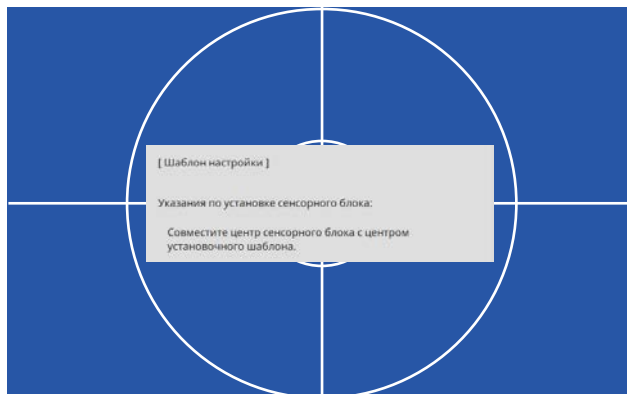 [ Шаблон настройки ]
Указания по установке сенсорного блока:
Совместите центр сенсорного блока с центром
установочного шаблона.